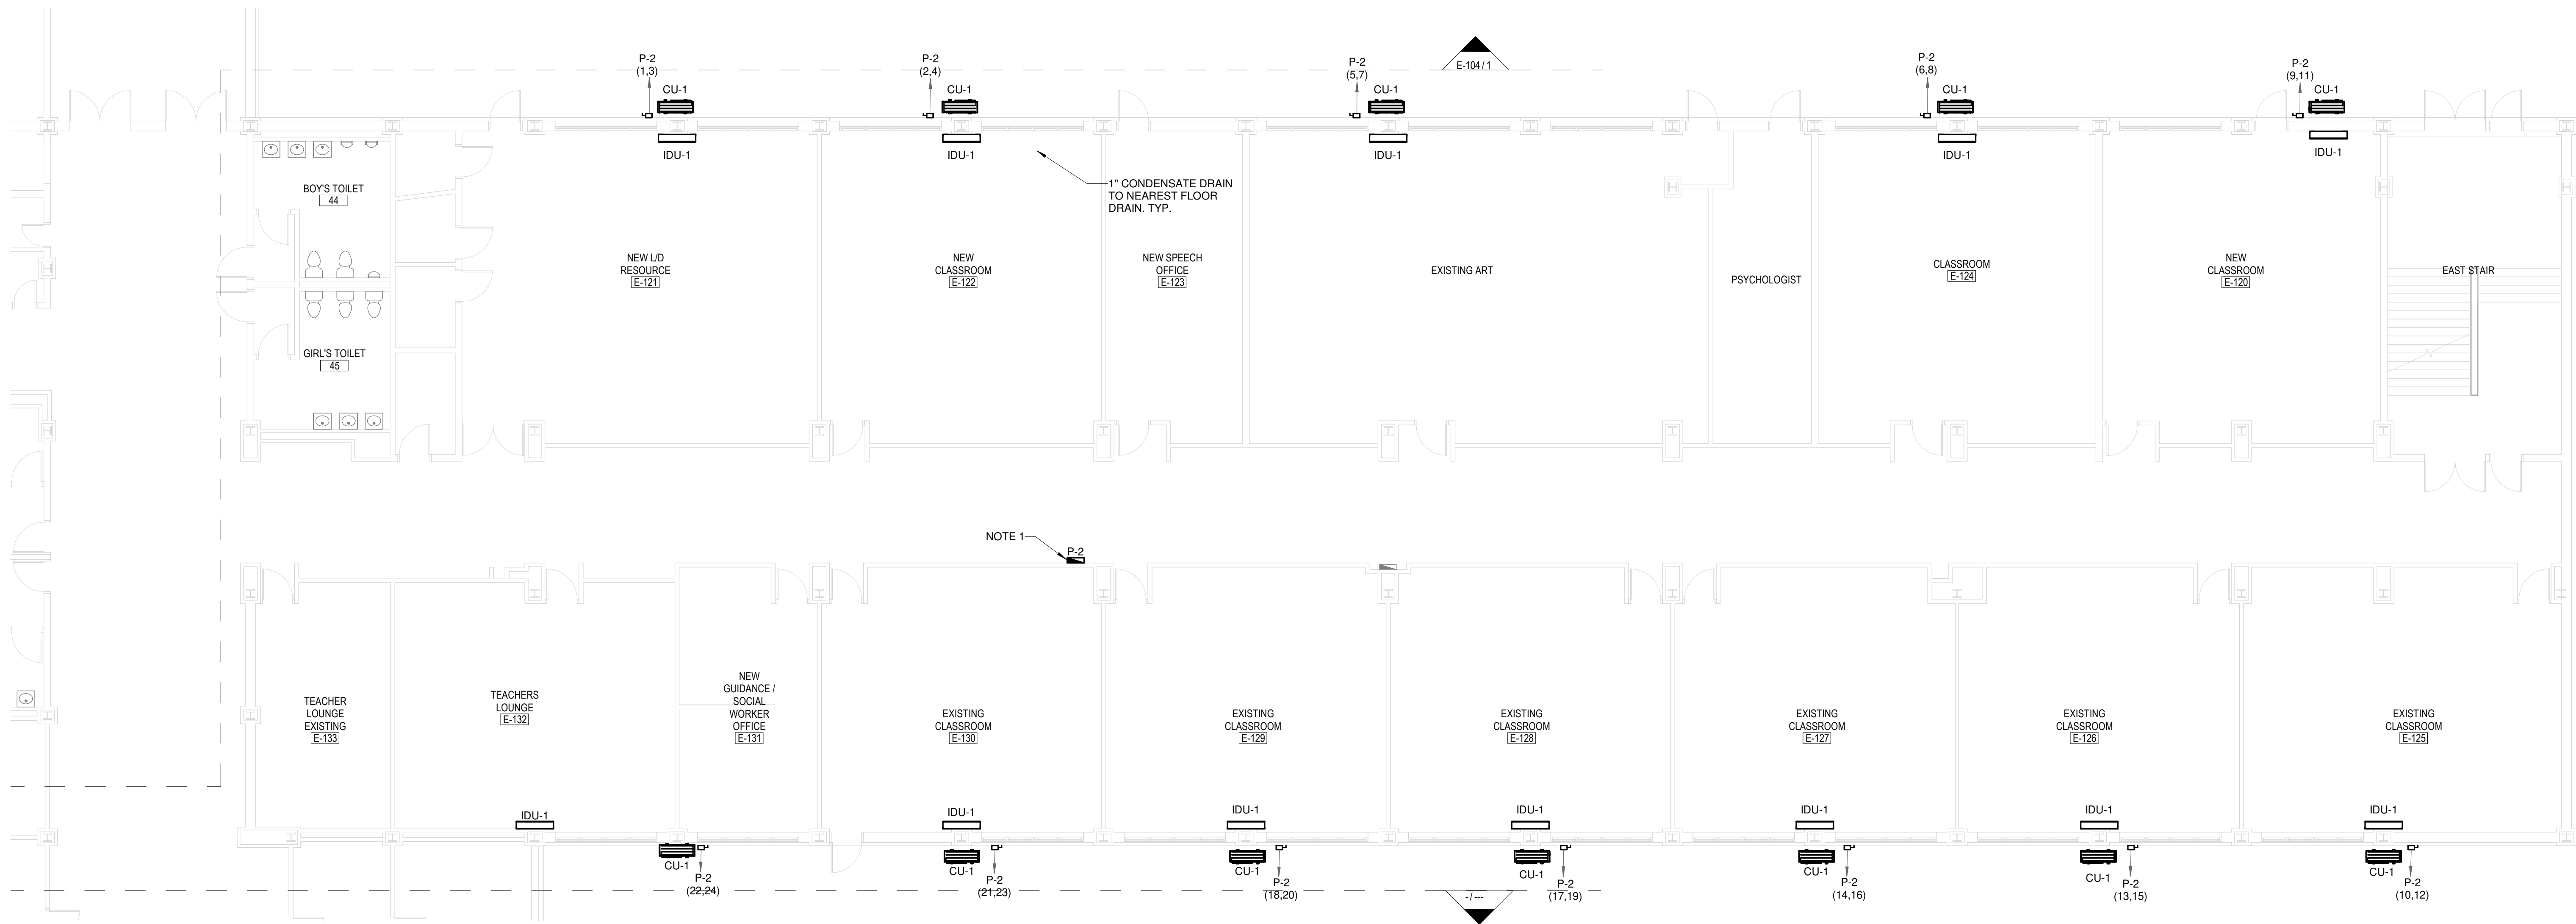 P-2
(1,3)
CU-1
IDU-1
P-2
(2,4)
CU-1
IDU-1
P-2
(5,7)
CU-1
IDU-1
E-104 / 1
P-2
(6,8)
CU-1
IDU-1
P-2
(9,11)
CU-1
IDU-1
1" CONDENSATE DRAIN
TO NEAREST FLOOR
DRAIN. TYP.
BOY'S TOILET
44
GIRL'S TOILET
45
NEW L/D
RESOURCE
E-121
NEW
CLASSROOM
E-122
NEW SPEECH
OFFICE
E-123
EXISTING ART
PSYCHOLOGIST
CLASSROOM
E-124
NEW
CLASSROOM
E-120
EAST STAIR
NOTE 1
P-2
TEACHER
LOUNGE
EXISTING
E-133
TEACHERS
LOUNGE
E-132
NEW
GUIDANCE /
SOCIAL
WORKER
OFFICE
E-131
EXISTING
CLASSROOM
E-130
EXISTING
CLASSROOM
E-129
EXISTING
CLASSROOM
E-128
EXISTING
CLASSROOM
E-127
EXISTING
CLASSROOM
E-126
EXISTING
CLASSROOM
E-125
IDU-1
CU-1
P-2
(22,24)
IDU-1
CU-1
P-2
(21,23)
IDU-1
CU-1
P-2
(18,20)
- / ---
IDU-1
CU-1
P-2
(17,19)
IDU-1
CU-1
P-2
(14,16)
IDU-1
CU-1
P-2
(13,15)
IDU-1
CU-1
P-2
(10,12)